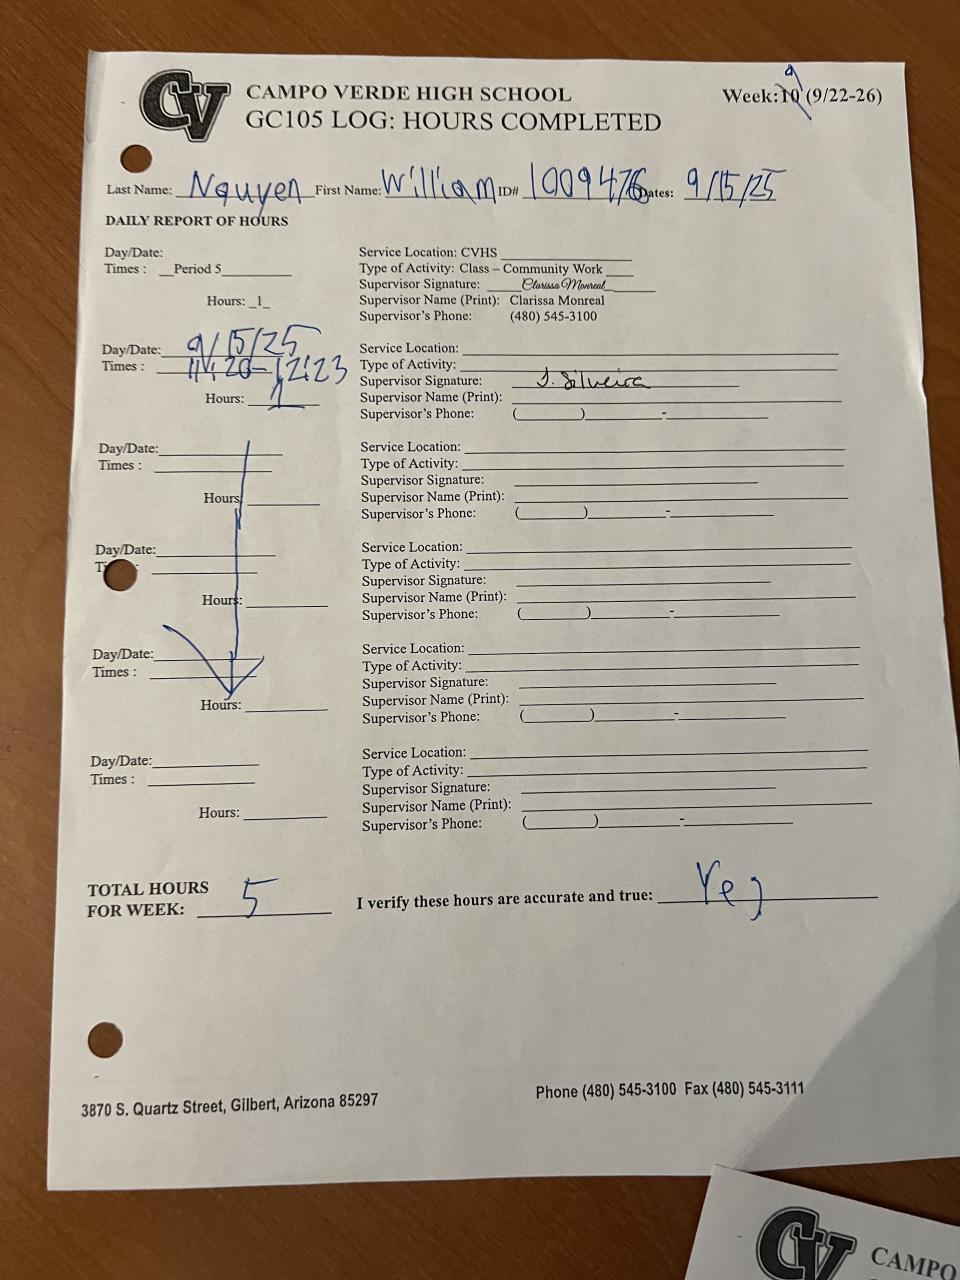 CV CAMPO VERDE HIGH SCHOOL
9
Week:10 (9/22-26)
GC105 LOG: HOURS COMPLETED
Last Name: Nguyen First Name: William ID# 1009476 Dates: 9/15/25
DAILY REPORT OF HOURS
Day/Date: Service Location: CVHS
Times : Period 5 Type of Activity: Class – Community Work
Supervisor Signature: Clarissa Monreal
Hours: 1 Supervisor Name (Print): Clarissa Monreal
Supervisor's Phone: (480) 545-3100
Day/Date: 9/15/25 Service Location:
Times : 11:20-12:23 Type of Activity:
Supervisor Signature: J. Silveira
Hours: 1 Supervisor Name (Print):
Supervisor's Phone: ( ) -
Day/Date: Service Location:
Times : Type of Activity:
Supervisor Signature:
Hours Supervisor Name (Print):
Supervisor's Phone: ( ) -
Day/Date: Service Location:
Type of Activity:
Supervisor Signature:
Hours: Supervisor Name (Print):
Supervisor's Phone: ( ) -
Day/Date: Service Location:
Times : Type of Activity:
Supervisor Signature:
Hours: Supervisor Name (Print):
Supervisor's Phone: ( ) -
Day/Date: Service Location:
Times : Type of Activity:
Supervisor Signature:
Hours: Supervisor Name (Print):
Supervisor's Phone: ( ) -
TOTAL HOURS
FOR WEEK: 5 I verify these hours are accurate and true: Yes
3870 S. Quartz Street, Gilbert, Arizona 85297 Phone (480) 545-3100 Fax (480) 545-3111
CV CAMPO